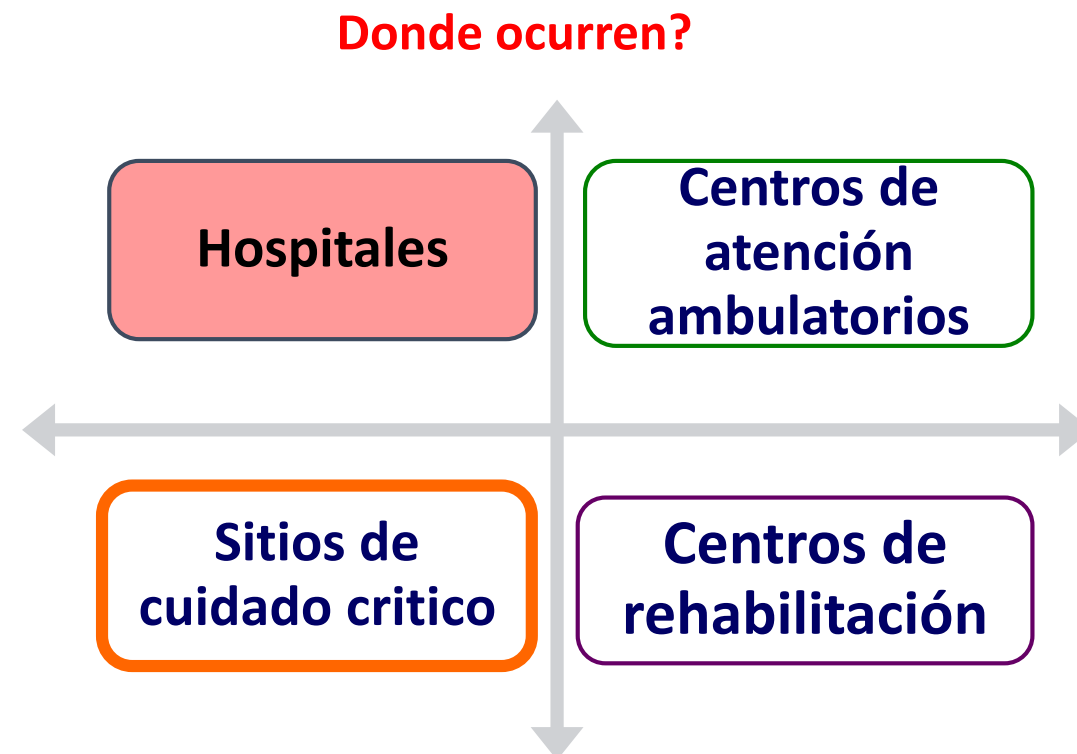 Donde ocurren?
Hospitales
Centros de
atención
ambulatorios
Sitios de
cuidado critico
Centros de
rehabilitación